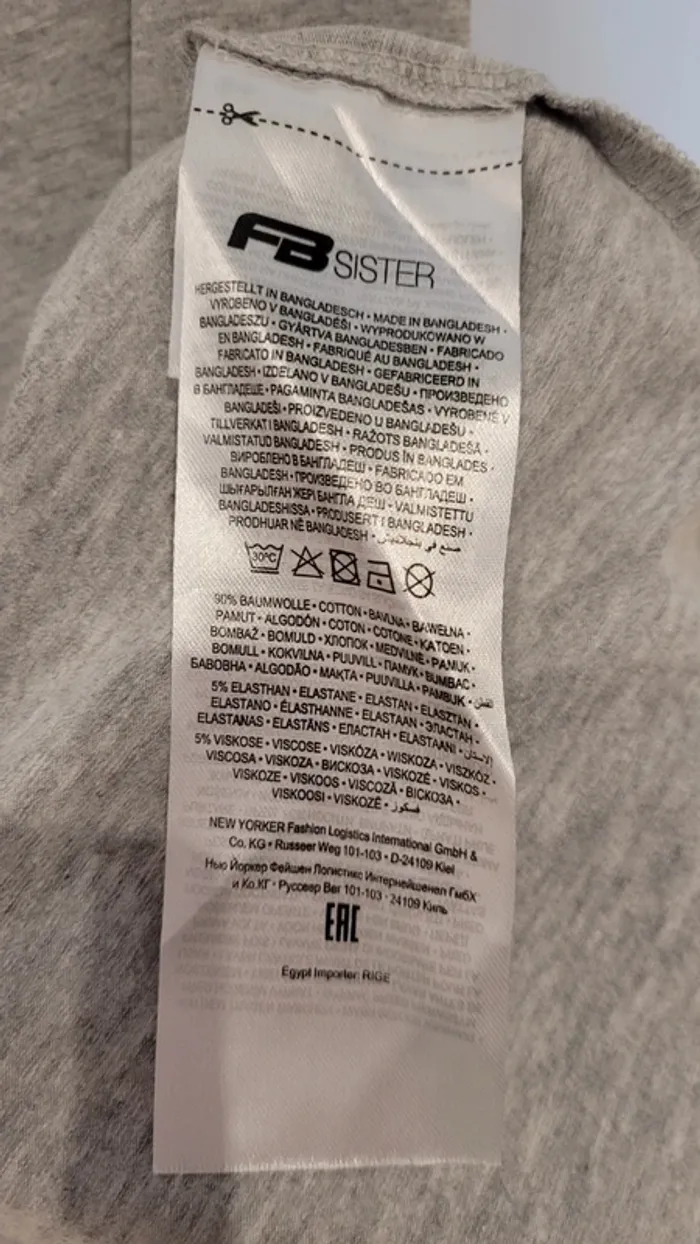 FB SISTER
HERGESTELLT IN BANGLADESCH • MADE IN BANGLADESH •
VYROBENO V BANGLADÉŠI • WYPRODUKOWANO W
BANGLADESZU • GYÁRTVA BANGLADESBEN • FABRICADO
EN BANGLADESH • FABRIQUÉ AU BANGLADESH •
FABRICATO IN BANGLADESH • GEFABRICEERD IN
BANGLADESH • IZDELANO V BANGLADEŠU • ПРОИЗВЕДЕНО
В БАНГЛАДЕШЕ • PAGAMINTA BANGLADEŠAS • VYROBENÉ V
BANGLADÉŠI • PROIZVEDENO U BANGLADEŠU •
TILLVERKAT I BANGLADESH • RAŽOTS BANGLADEŠĀ •
VALMISTATUD BANGLADESH • PRODUS ÎN BANGLADES •
ВИРОБЛЕНО В БАНГЛАДЕШ • FABRICADO EM
BANGLADESH • ПРОИЗВЕДЕНО ВО БАНГЛАДЕШ •
ШЫҒАРЫЛҒАН ЖЕРІ БАНГЛАДЕШ • VALMISTETTU
BANGLADESHISSA • PRODUSERT I BANGLADESH •
PRODHUAR NË BANGLADESH • صنع في بنجلاديش
30°C
90% BAUMWOLLE • COTTON • BAVLNA • BAWEŁNA •
PAMUT • ALGODÓN • COTON • COTONE • KATOEN •
BOMBAŽ • BOMULD • ХЛОПОК • MEDVILNĖ • PAMUK •
BOMULL • KOKVILNA • PUUVILL • ПАМУК • BUMBAC •
БАВОВНА • ALGODÃO • МАҚТА • PUUVILLA • PAMBUK •
5% ELASTHAN • ELASTANE • ELASTAN • ELASZTAN •
ELASTANO • ÉLASTHANNE • ELASTAAN • ЭЛАСТАН •
ELASTANAS • ELASTĀNS • ЕЛАСТАН • ELASTAANI •
5% VISKOSE • VISCOSE • VISKÓZA • WISKOZA • VISZKÓZ •
VISCOSA • VISKOZA • ВИСКОЗА • VISKOZĖ • VISKOS •
VISKOZE • VISKOOS • VISCOZĂ • ВІСКОЗА •
VISKOOSI • VISKOZË • فسكوز
NEW YORKER Fashion Logistics International GmbH &
Co. KG • Russeer Weg 101-103 • D-24109 Kiel
Нью Йоркер Фейшен Логистикс Интернейшенел ГмбХ
и Ко.КГ • Руссеер Вег 101-103 • 24109 Киль
EAC
Egypt Importer: RIGE